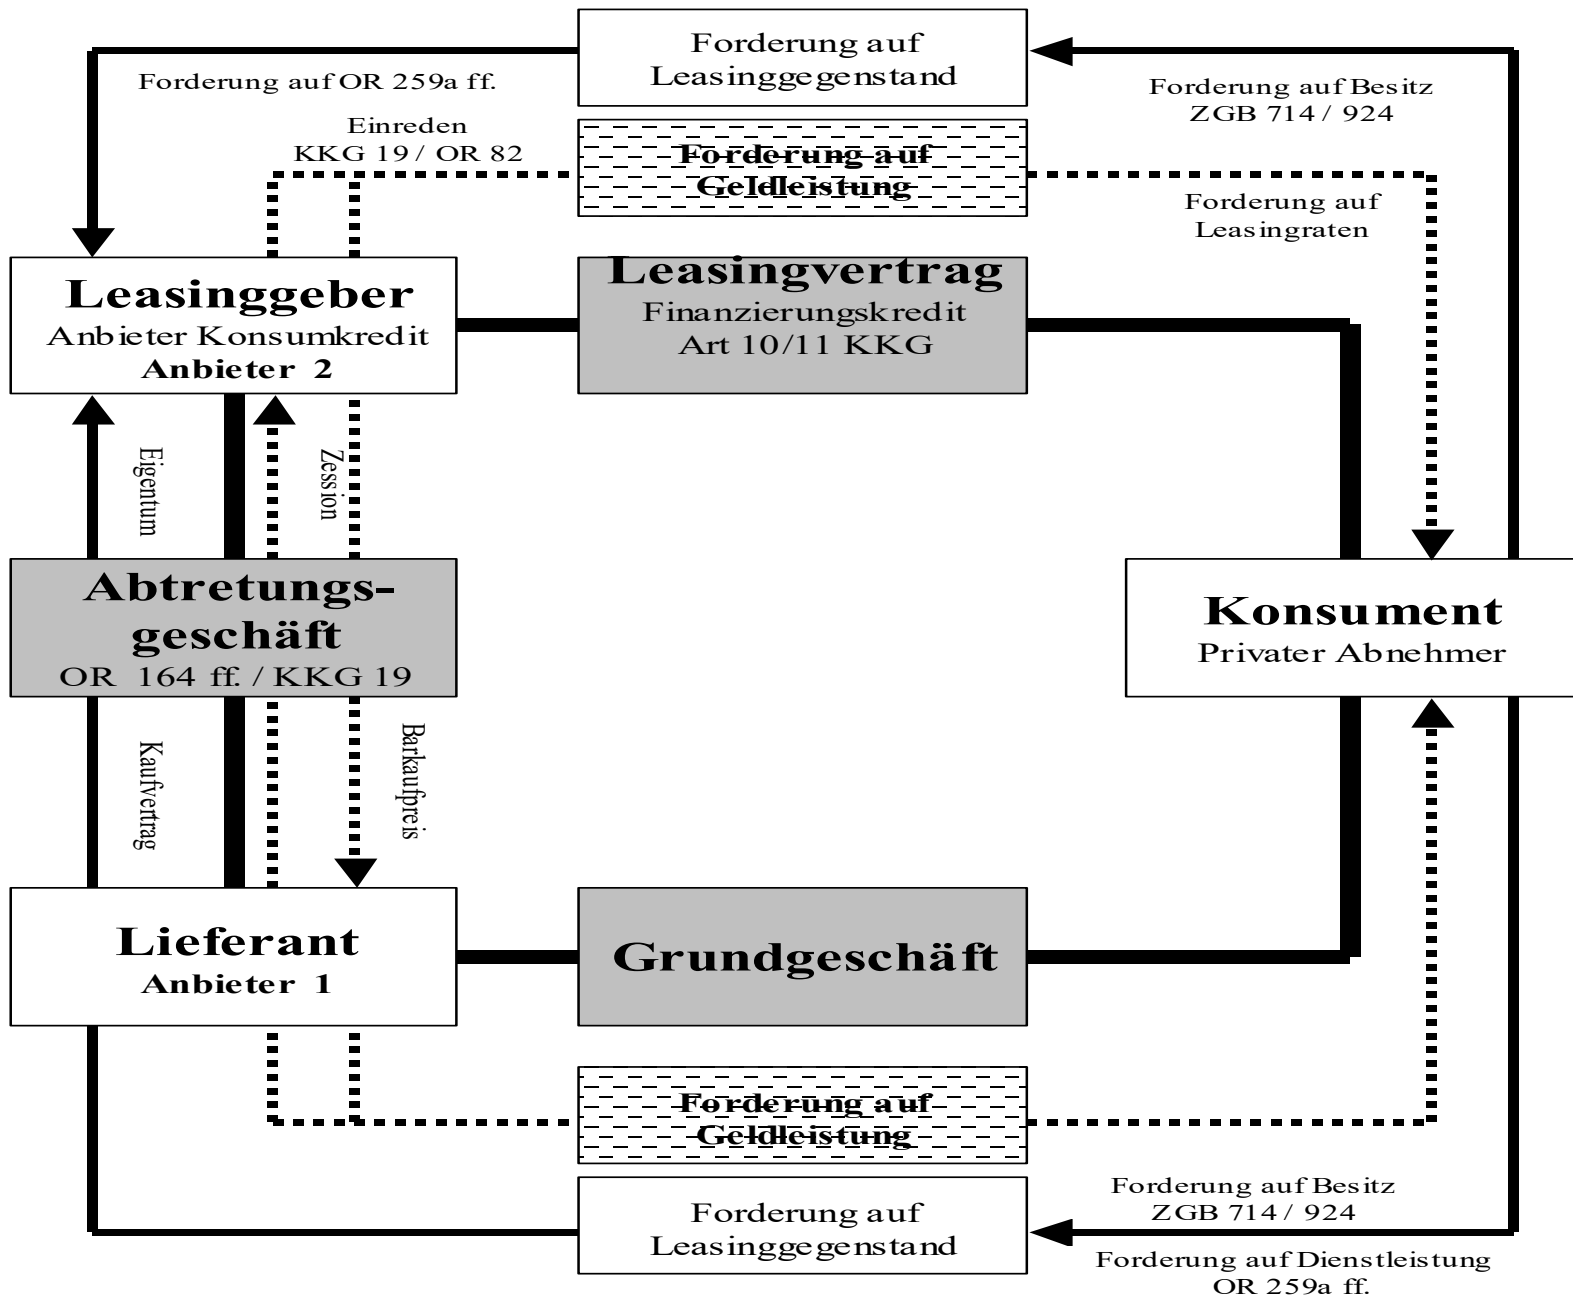 Forderung auf
Leasinggegenstand
Forderung auf OR 259a ff.
Forderung auf Besitz
ZGB 714 / 924
Einreden
KKG 19 / OR 82
Forderung auf
Geldleistung
Forderung auf
Leasingraten
Leasinggeber
Anbieter Konsumkredit
Anbieter 2
Leasingvertrag
Finanzierungskredit
Art 10/11 KKG
Eigentum
Zession
Abtretungs-
geschäft
OR 164 ff. / KKG 19
Konsument
Privater Abnehmer
Kaufvertrag
Barkaufpreis
Lieferant
Anbieter 1
Grundgeschäft
Forderung auf
Geldleistung
Forderung auf
Leasinggegenstand
Forderung auf Besitz
ZGB 714 / 924
Forderung auf Dienstleistung
OR 259a ff.